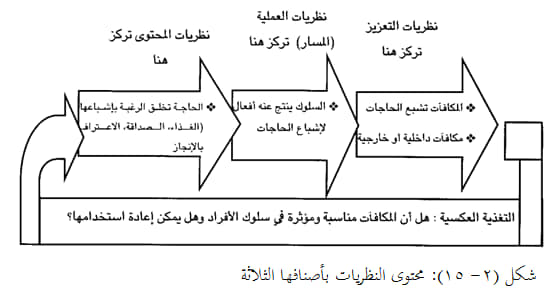 نظريات المحتوى تركز
هنا
نظريات العملية
(المسار) تركز هنا
نظريات التعزيز
تركز هنا
❖ الحاجة تخلق الرغبة بإشباعها
(الغذاء، الصداقة، الاعتراف
بالإنجاز
❖ السلوك ينتج عنه أفعال
لإشباع الحاجات
❖ المكافآت تشبع الحاجات
❖ مكافآت داخلية او خارجية
التغذية العكسية : هل أن المكافآت مناسبة ومؤثرة في سلوك الأفراد وهل يمكن إعادة استخدامها؟
شكل (٢- ١٥): محتوى النظريات بأصنافها الثلاثة